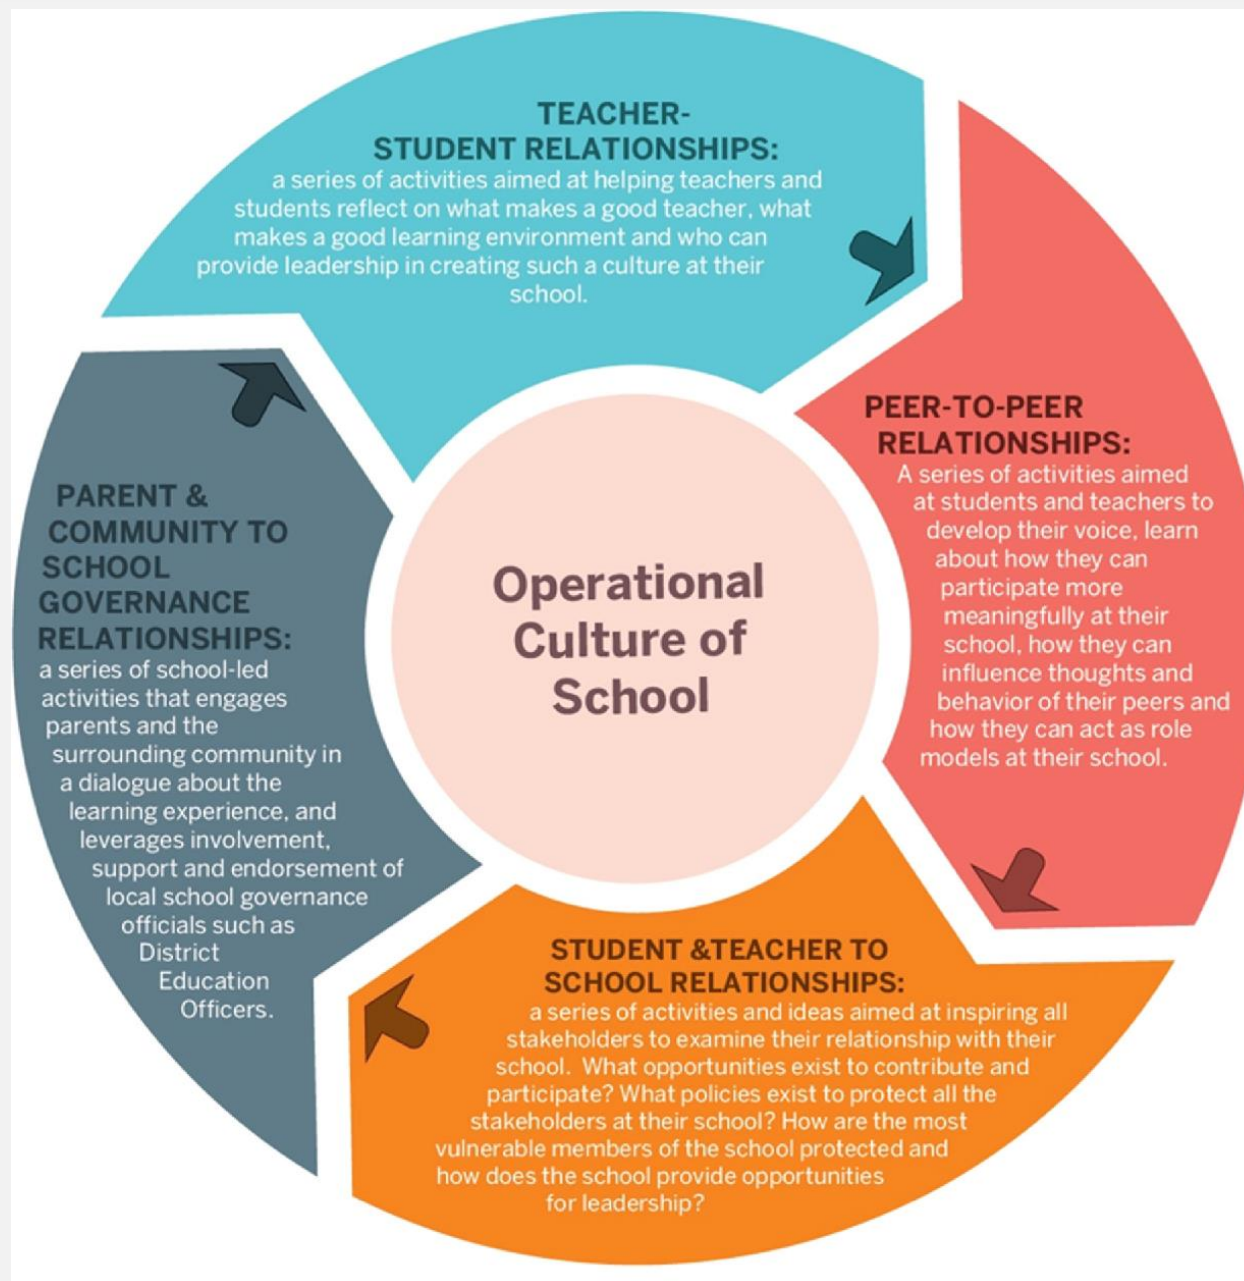 TEACHER-
STUDENT RELATIONSHIPS:
a series of activities aimed at helping teachers and
students reflect on what makes a good teacher, what
makes a good learning environment and who can
provide leadership in creating such a culture at their
school.
PEER-TO-PEER
RELATIONSHIPS:
A series of activities aimed
at students and teachers to
develop their voice, learn
about how they can
participate more
meaningfully at their
school, how they can
influence thoughts and
behavior of their peers and
how they can act as role
models at their school.
STUDENT &TEACHER TO
SCHOOL RELATIONSHIPS:
a series of activities and ideas aimed at inspiring all
stakeholders to examine their relationship with their
school. What opportunities exist to contribute and
participate? What policies exist to protect all the
stakeholders at their school? How are the most
vulnerable members of the school protected and
how does the school provide opportunities
for leadership?
PARENT &
COMMUNITY TO
SCHOOL
GOVERNANCE
RELATIONSHIPS:
a series of school-led
activities that engages
parents and the
surrounding community in
a dialogue about the
learning experience, and
leverages involvement,
support and endorsement of
local school governance
officials such as
District
Education
Officers.
Operational
Culture of
School